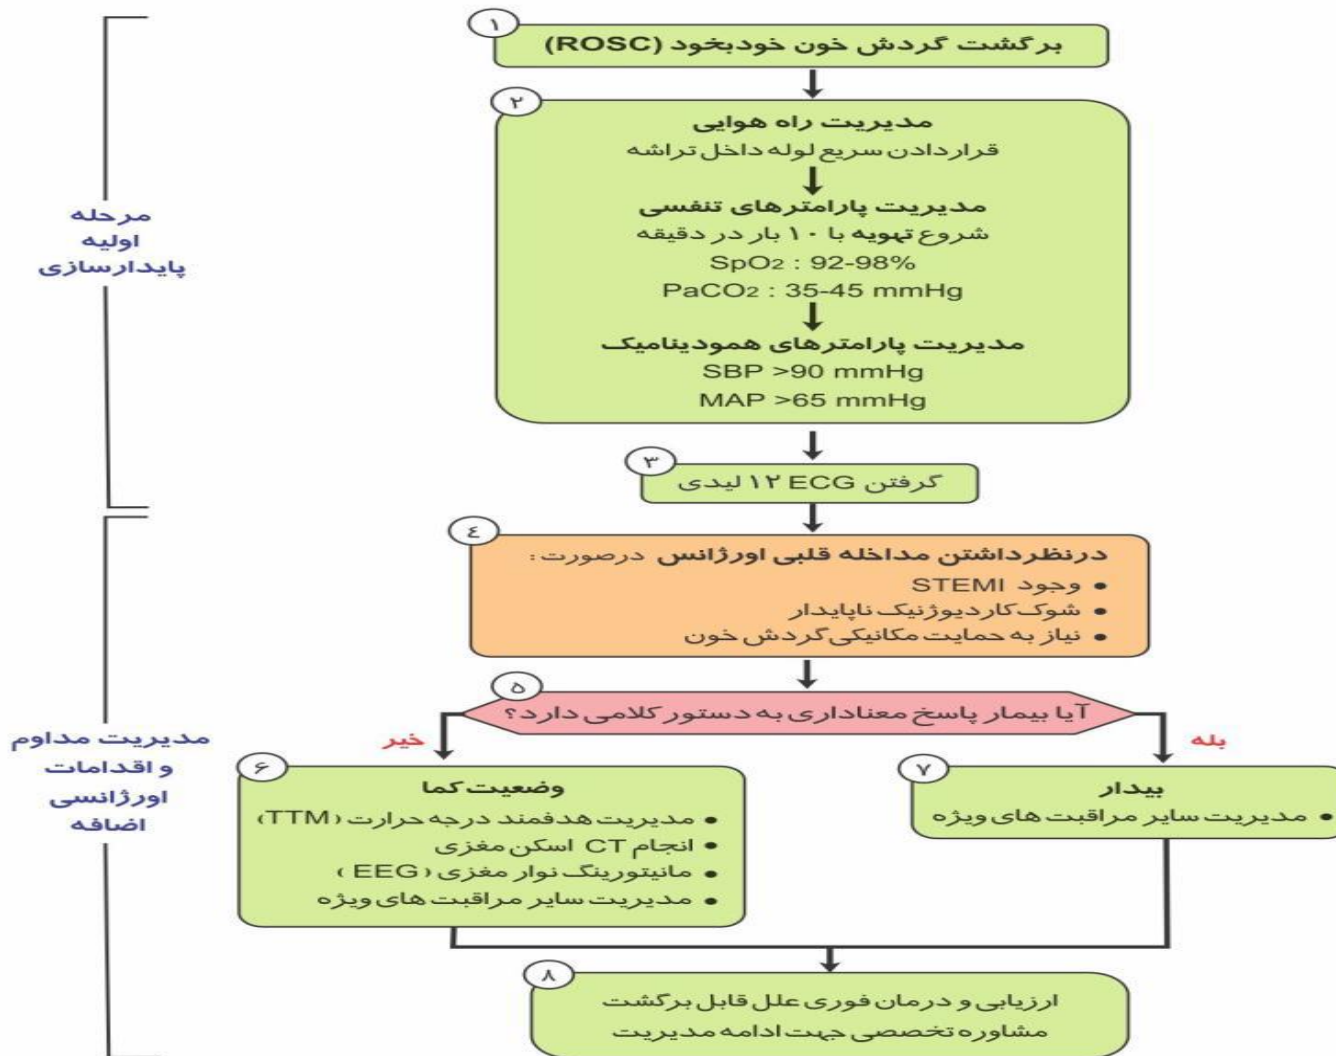 ۱
برگشت گردش خون خودبخود (ROSC)
۲
مدیریت راه هوایی
قراردادن سریع لوله داخل تراشه
مدیریت پارامترهای تنفسی
شروع تهویه با ۱۰ بار در دقیقه
SpO2 : 92-98%
PaCO2 : 35-45 mmHg
مدیریت پارامترهای همودینامیک
SBP >90 mmHg
MAP >65 mmHg
مرحله
اولیه
پایدارسازی
۳
گرفتن ECG ۱۲ لیدی
٤
درنظرداشتن مداخله قلبی اورژانس درصورت :
• وجود STEMI
• شوک کاردیوژنیک ناپایدار
• نیاز به حمایت مکانیکی گردش خون
۵
آیا بیمار پاسخ معناداری به دستور کلامی دارد؟
بله
خیر
۷
بیدار
• مدیریت سایر مراقبت های ویژه
۶
وضعیت کما
• مدیریت هدفمند درجه حرارت (TTM)
• انجام CT اسکن مغزی
• مانیتورینگ نوار مغزی (EEG)
• مدیریت سایر مراقبت های ویژه
مدیریت مداوم
و اقدامات
اورژانسی
اضافه
۸
ارزیابی و درمان فوری علل قابل برگشت
مشاوره تخصصی جهت ادامه مدیریت